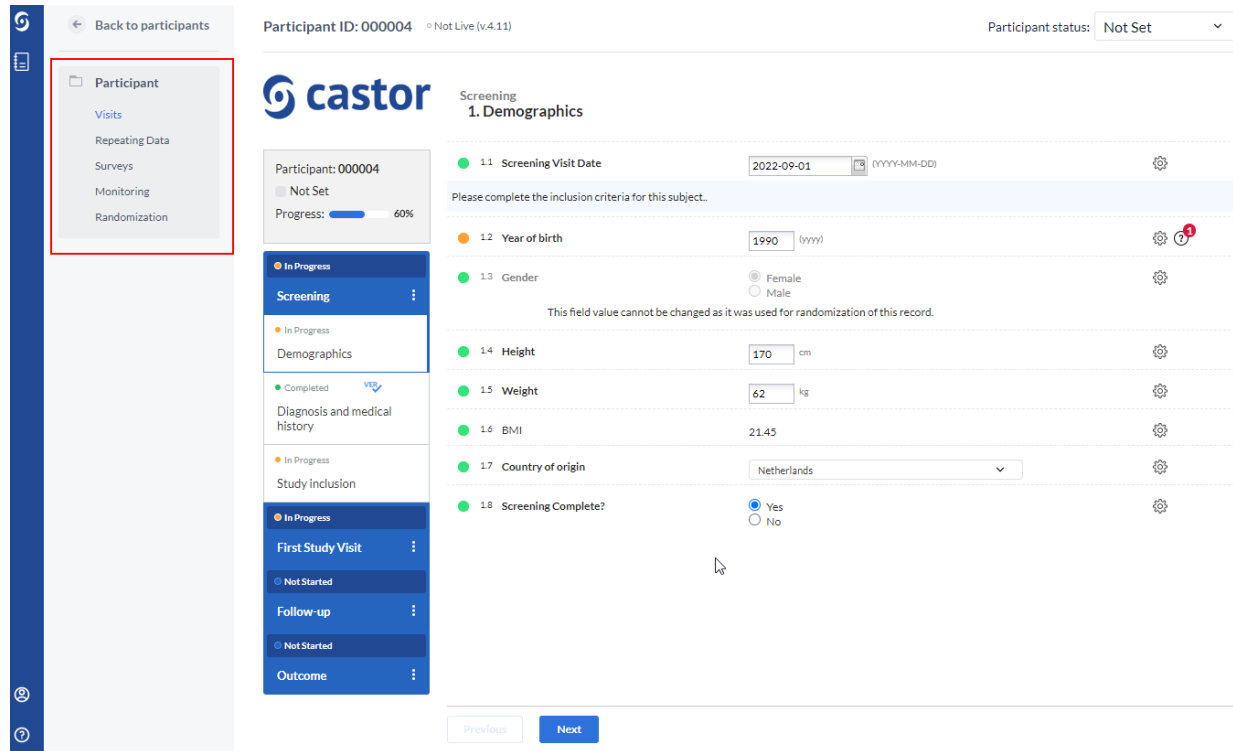 Back to participants
Participant
Visits
Repeating Data
Surveys
Monitoring
Randomization
Participant ID: 000004 Not Live (v.4.11)
Participant status: Not Set
castor
Participant: 000004
Not Set
Progress: 60%
In Progress
Screening
In Progress
Demographics
Completed VER
Diagnosis and medical
history
In Progress
Study inclusion
In Progress
First Study Visit
Not Started
Follow-up
Not Started
Outcome
Screening
1. Demographics
1.1 Screening Visit Date 2022-09-01 (YYYY-MM-DD)
Please complete the inclusion criteria for this subject..
1.2 Year of birth 1990 (yyyy) ? 1
1.3 Gender Female
Male
This field value cannot be changed as it was used for randomization of this record.
1.4 Height 170 cm
1.5 Weight 62 kg
1.6 BMI 21.45
1.7 Country of origin Netherlands
1.8 Screening Complete? Yes
No
Previous Next
?